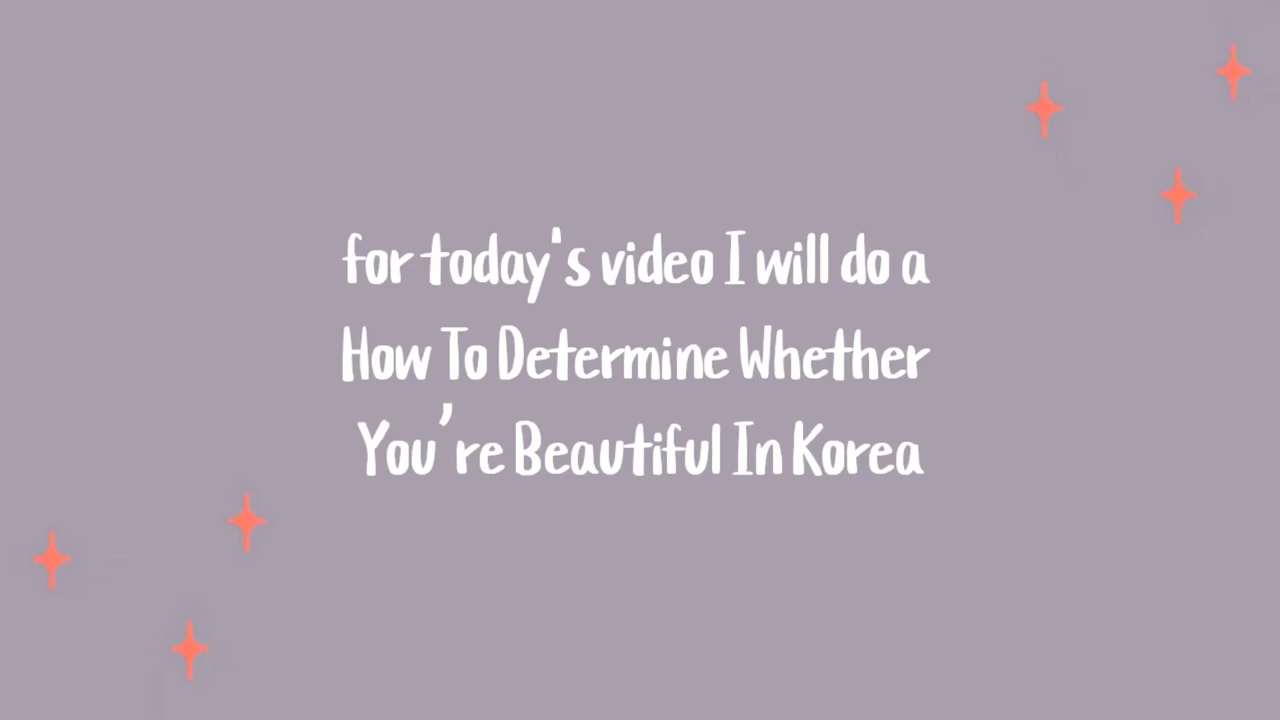 for today's video I will do a
How To Determine Whether
You’re Beautiful In Korea